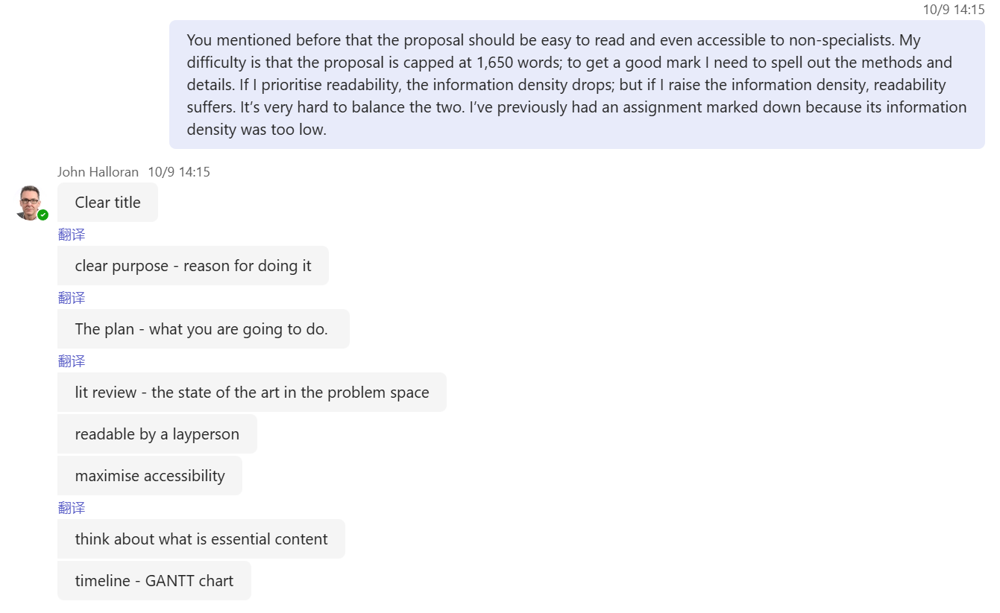 10/9 14:15
You mentioned before that the proposal should be easy to read and even accessible to non-specialists. My
difficulty is that the proposal is capped at 1,650 words; to get a good mark I need to spell out the methods and
details. If I prioritise readability, the information density drops; but if I raise the information density, readability
suffers. It’s very hard to balance the two. I’ve previously had an assignment marked down because its information
density was too low.
John Halloran 10/9 14:15
Clear title
翻译
clear purpose - reason for doing it
翻译
The plan - what you are going to do.
翻译
lit review - the state of the art in the problem space
readable by a layperson
maximise accessibility
翻译
think about what is essential content
timeline - GANTT chart